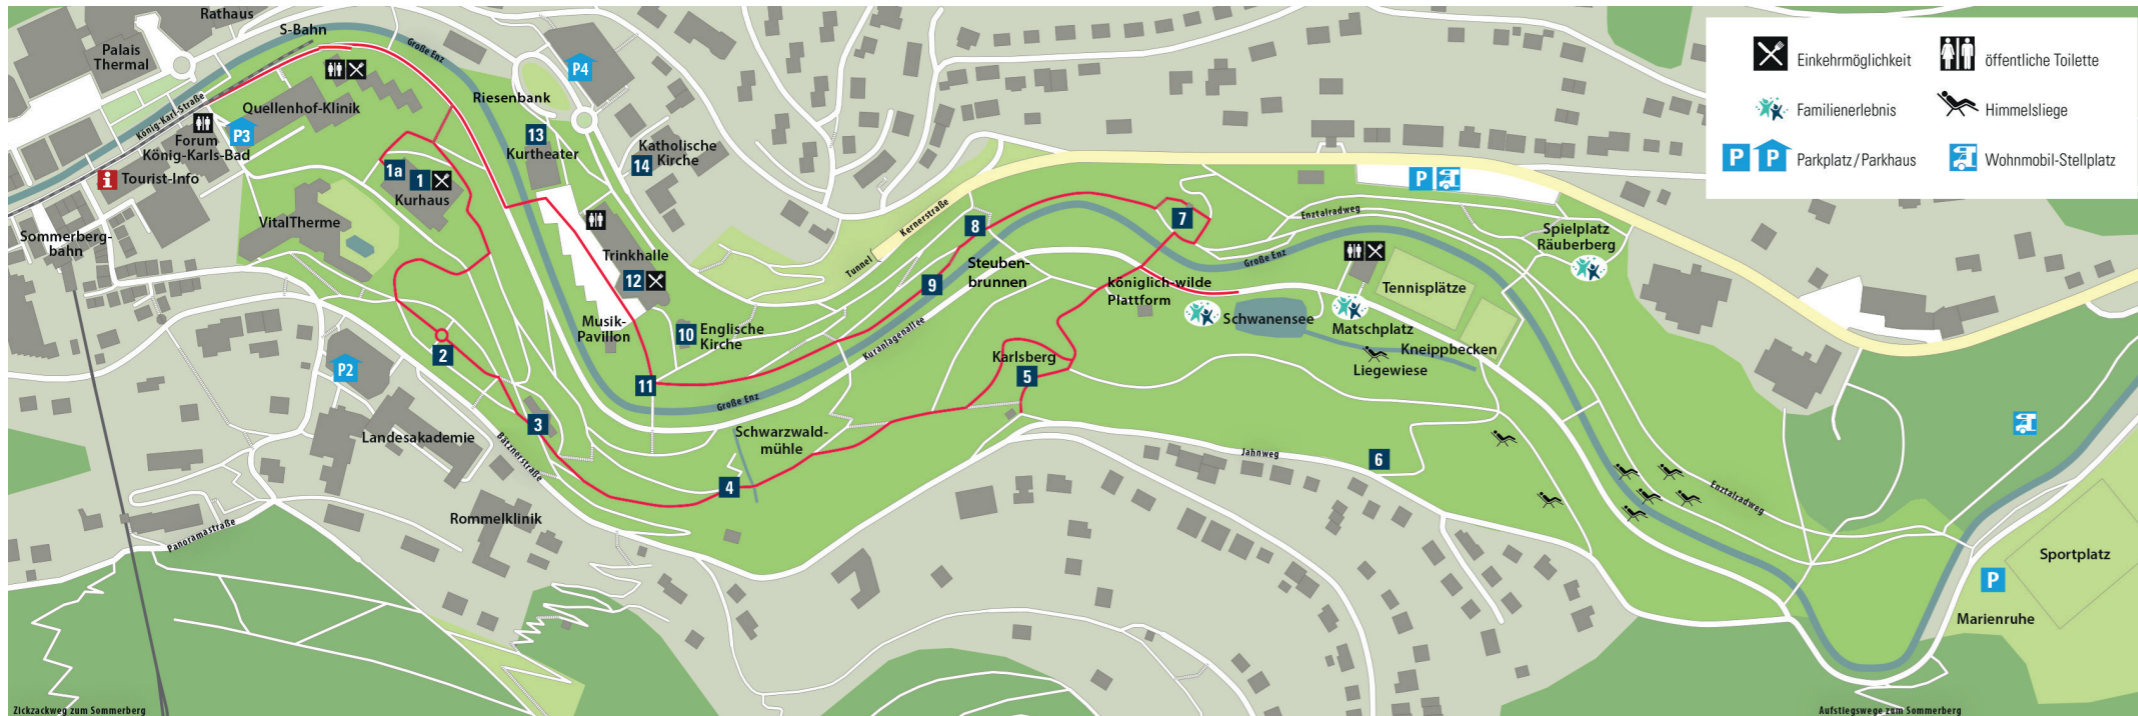 Rathaus
S-Bahn
Palais
Thermal
Große Enz
P4
Einkehrmöglichkeit
öffentliche Toilette
Familienerlebnis
Himmelsliege
P P Parkplatz/Parkhaus
Wohnmobil-Stellplatz
König-Karl-Straße
Quellenhof-Klinik
Riesenbank
P3
Forum
König-Karls-Bad
i Tourist-Info
13
Kurtheater
Katholische
Kirche
14
1a
1
Kurhaus
VitalTherme
Sommerberg-
bahn
Trinkhalle
12
Musik-
Pavillon
10
Englische
Kirche
11
Tunnel
Kernerstraße
8
9
Steuben-
brunnen
7
königlich-wilde
Plattform
P
Enztalradweg
Große Enz
Spielplatz
Räuberberg
Tennisplätze
Schwanensee
Matschplatz
Kneippbecken
Liegewiese
Kuranlagenallee
Karlsberg
5
2
P2
3
Landesakademie
Bätznerstraße
Große Enz
Schwarzwald-
mühle
4
Jahnweg
6
Rommelklinik
Panoramastraße
Enztalradweg
Sportplatz
P
Marienruhe
Zickzackweg zum Sommerberg
Aufstiegswege zum Sommerberg